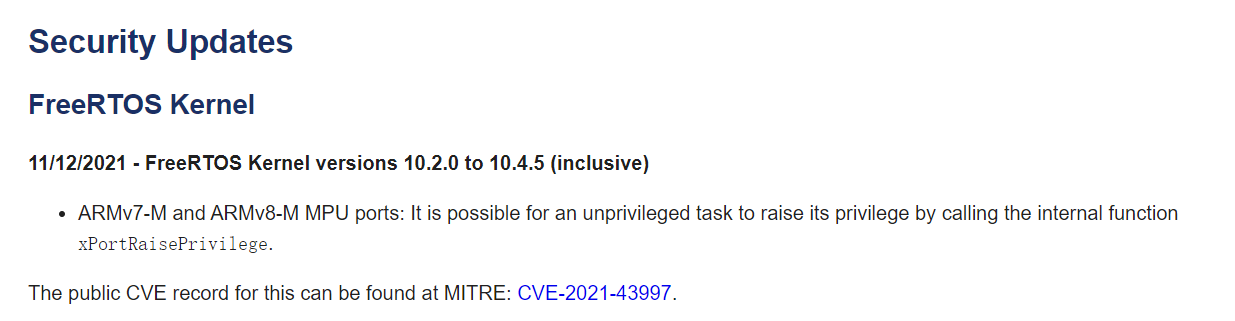 Security Updates
FreeRTOS Kernel
11/12/2021 - FreeRTOS Kernel versions 10.2.0 to 10.4.5 (inclusive)
• ARMv7-M and ARMv8-M MPU ports: It is possible for an unprivileged task to raise its privilege by calling the internal function
xPortRaisePrivilege.
The public CVE record for this can be found at MITRE: CVE-2021-43997.